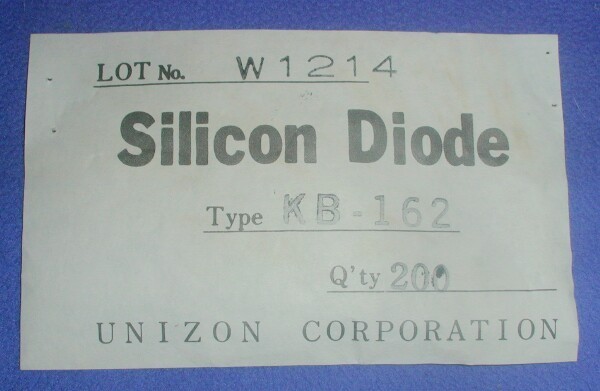 LOT No. W1214
Silicon Diode
Type KB-162
Q'ty 200
UNIZON CORPORATION